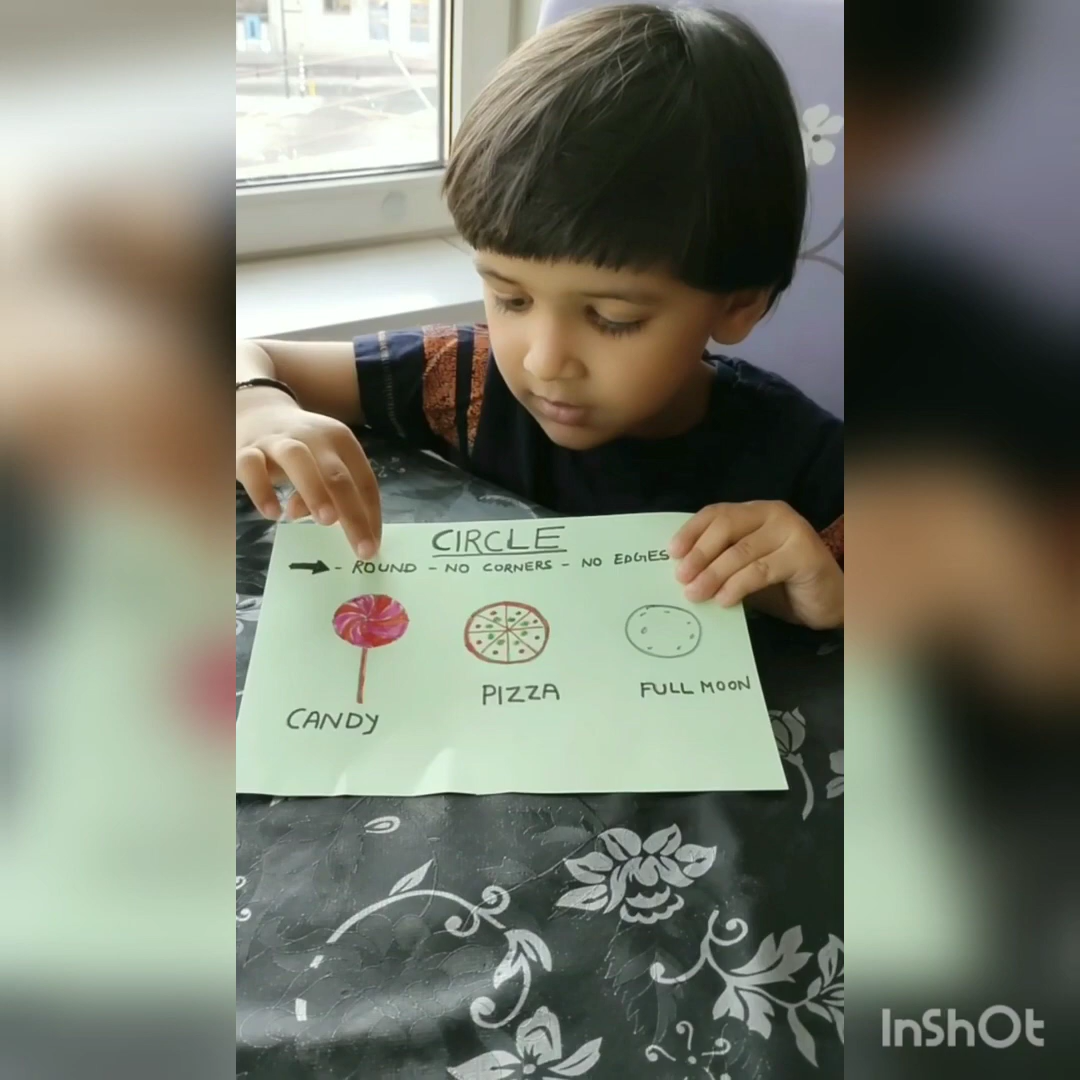 CIRCLE
➡ - ROUND - NO CORNERS - NO EDGES
CANDY
PIZZA
FULL MOON
InShOt